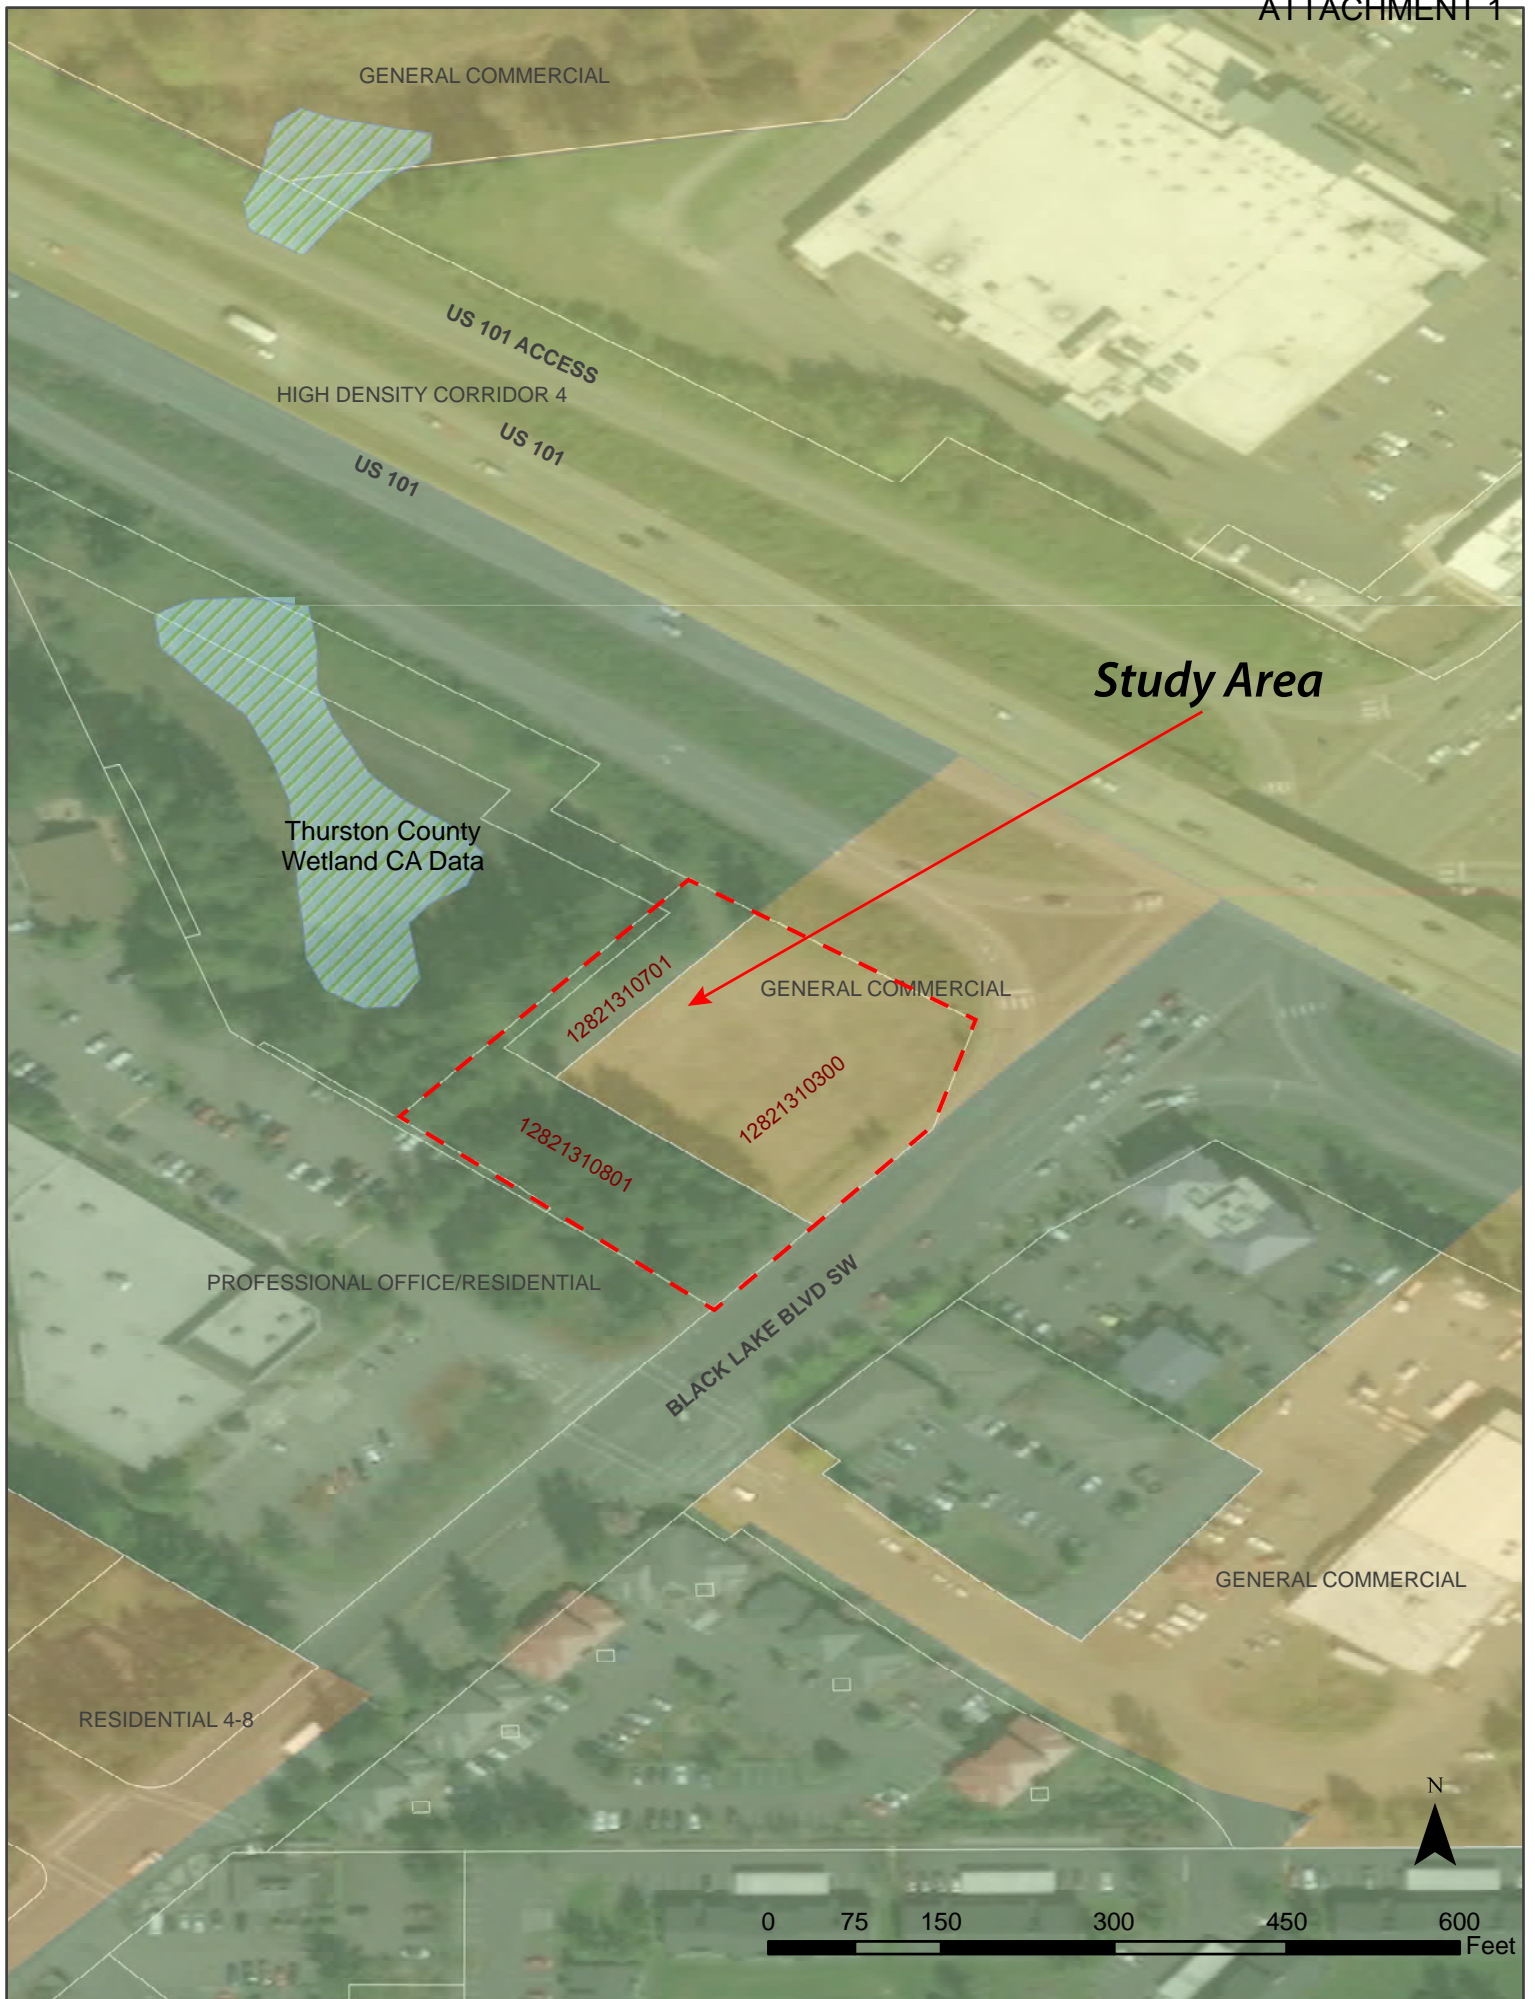 ATTACHMENT 1
GENERAL COMMERCIAL
US 101 ACCESS
HIGH DENSITY CORRIDOR 4
US 101
US 101
Study Area
Thurston County
Wetland CA Data
12821310701
GENERAL COMMERCIAL
12821310300
12821310801
PROFESSIONAL OFFICE/RESIDENTIAL
BLACK LAKE BLVD SW
GENERAL COMMERCIAL
RESIDENTIAL 4-8
N
0 75 150 300 450 600
Feet